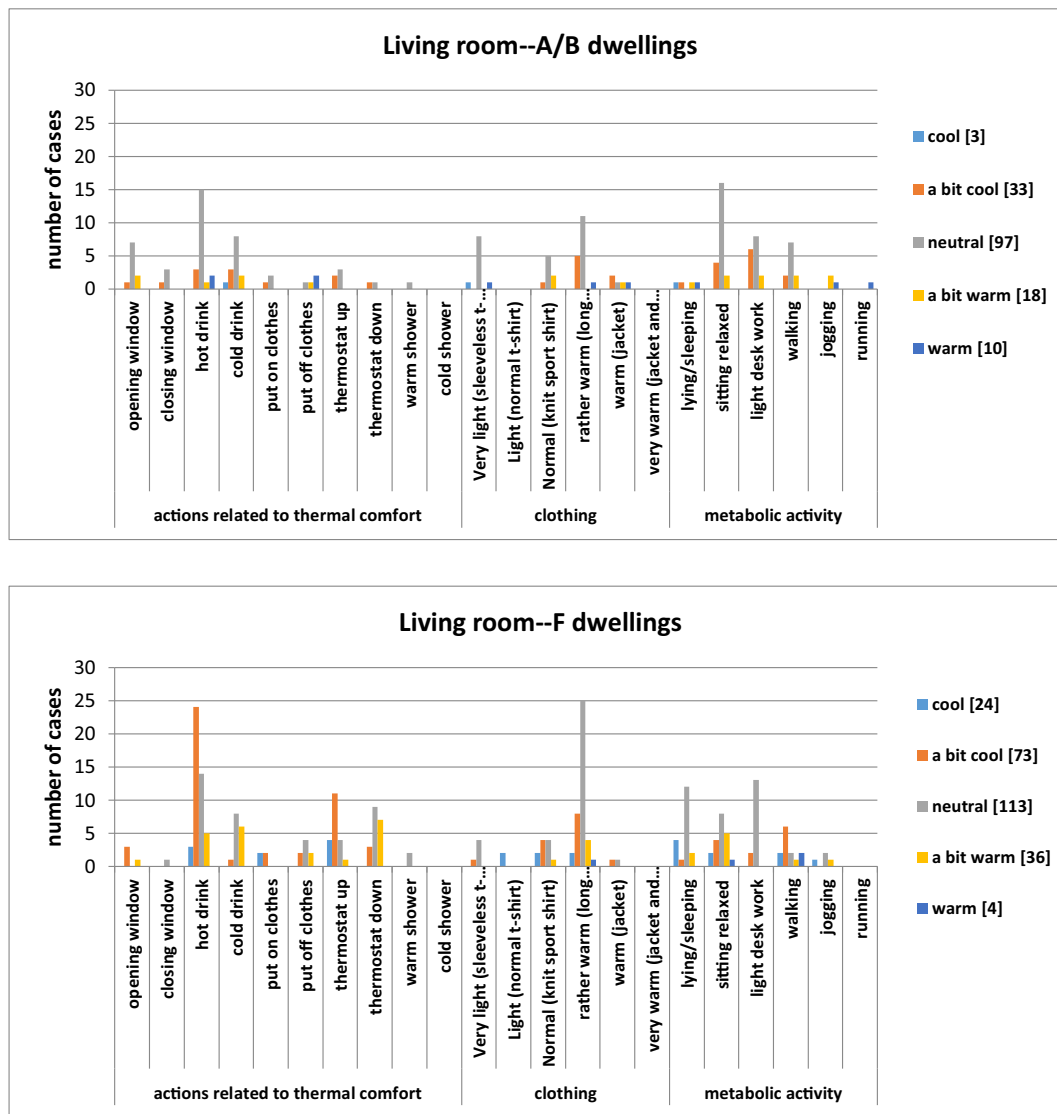 Living room--A/B dwellings
30
25
20
15
10
5
0
number of cases
opening window
closing window
hot drink
cold drink
put on clothes
put off clothes
thermostat up
thermostat down
warm shower
cold shower
Very light (sleeveless t-…
Light (normal t-shirt)
Normal (knit sport shirt)
rather warm (long…
warm (jacket)
very warm (jacket and…
lying/sleeping
sitting relaxed
light desk work
walking
jogging
running
actions related to thermal comfort
clothing
metabolic activity
cool [3]
a bit cool [33]
neutral [97]
a bit warm [18]
warm [10]
Living room--F dwellings
30
25
20
15
10
5
0
number of cases
opening window
closing window
hot drink
cold drink
put on clothes
put off clothes
thermostat up
thermostat down
warm shower
cold shower
Very light (sleeveless t-…
Light (normal t-shirt)
Normal (knit sport shirt)
rather warm (long…
warm (jacket)
very warm (jacket and…
lying/sleeping
sitting relaxed
light desk work
walking
jogging
running
actions related to thermal comfort
clothing
metabolic activity
cool [24]
a bit cool [73]
neutral [113]
a bit warm [36]
warm [4]